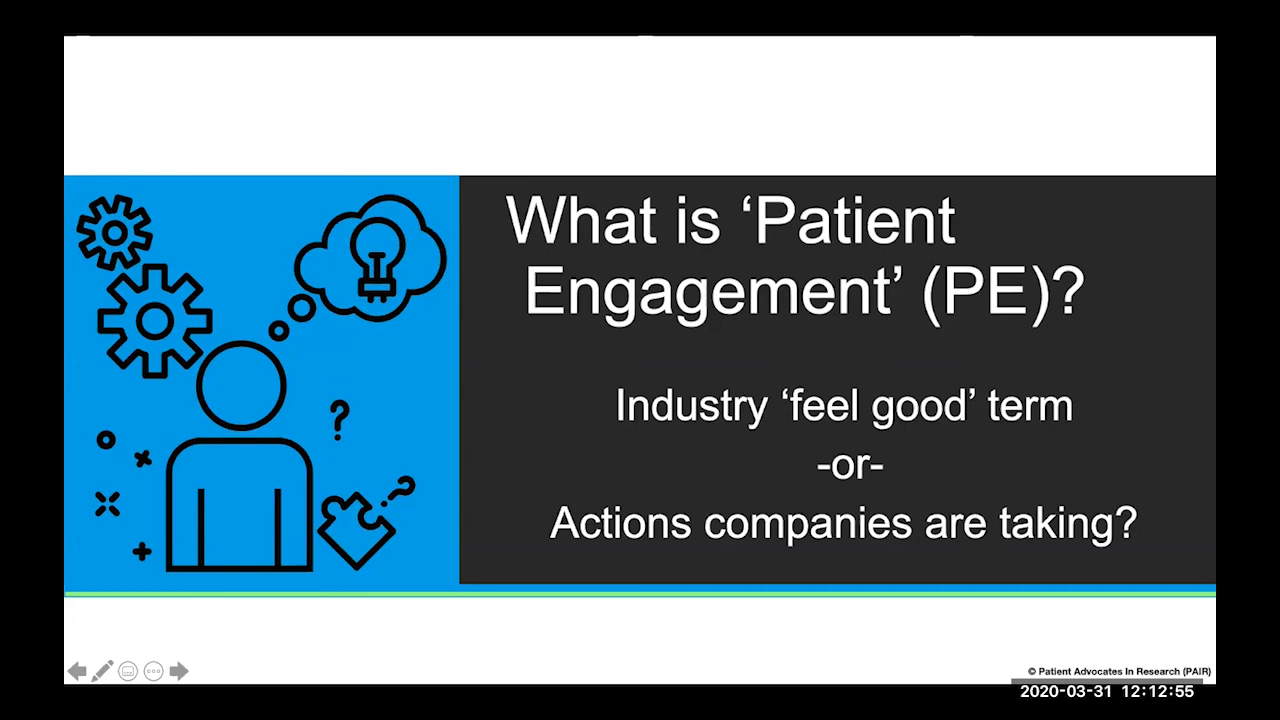 What is ‘Patient
Engagement’ (PE)?
Industry ‘feel good’ term
-or-
Actions companies are taking?
© Patient Advocates In Research (PAIR)
2020-03-31 12:12:55